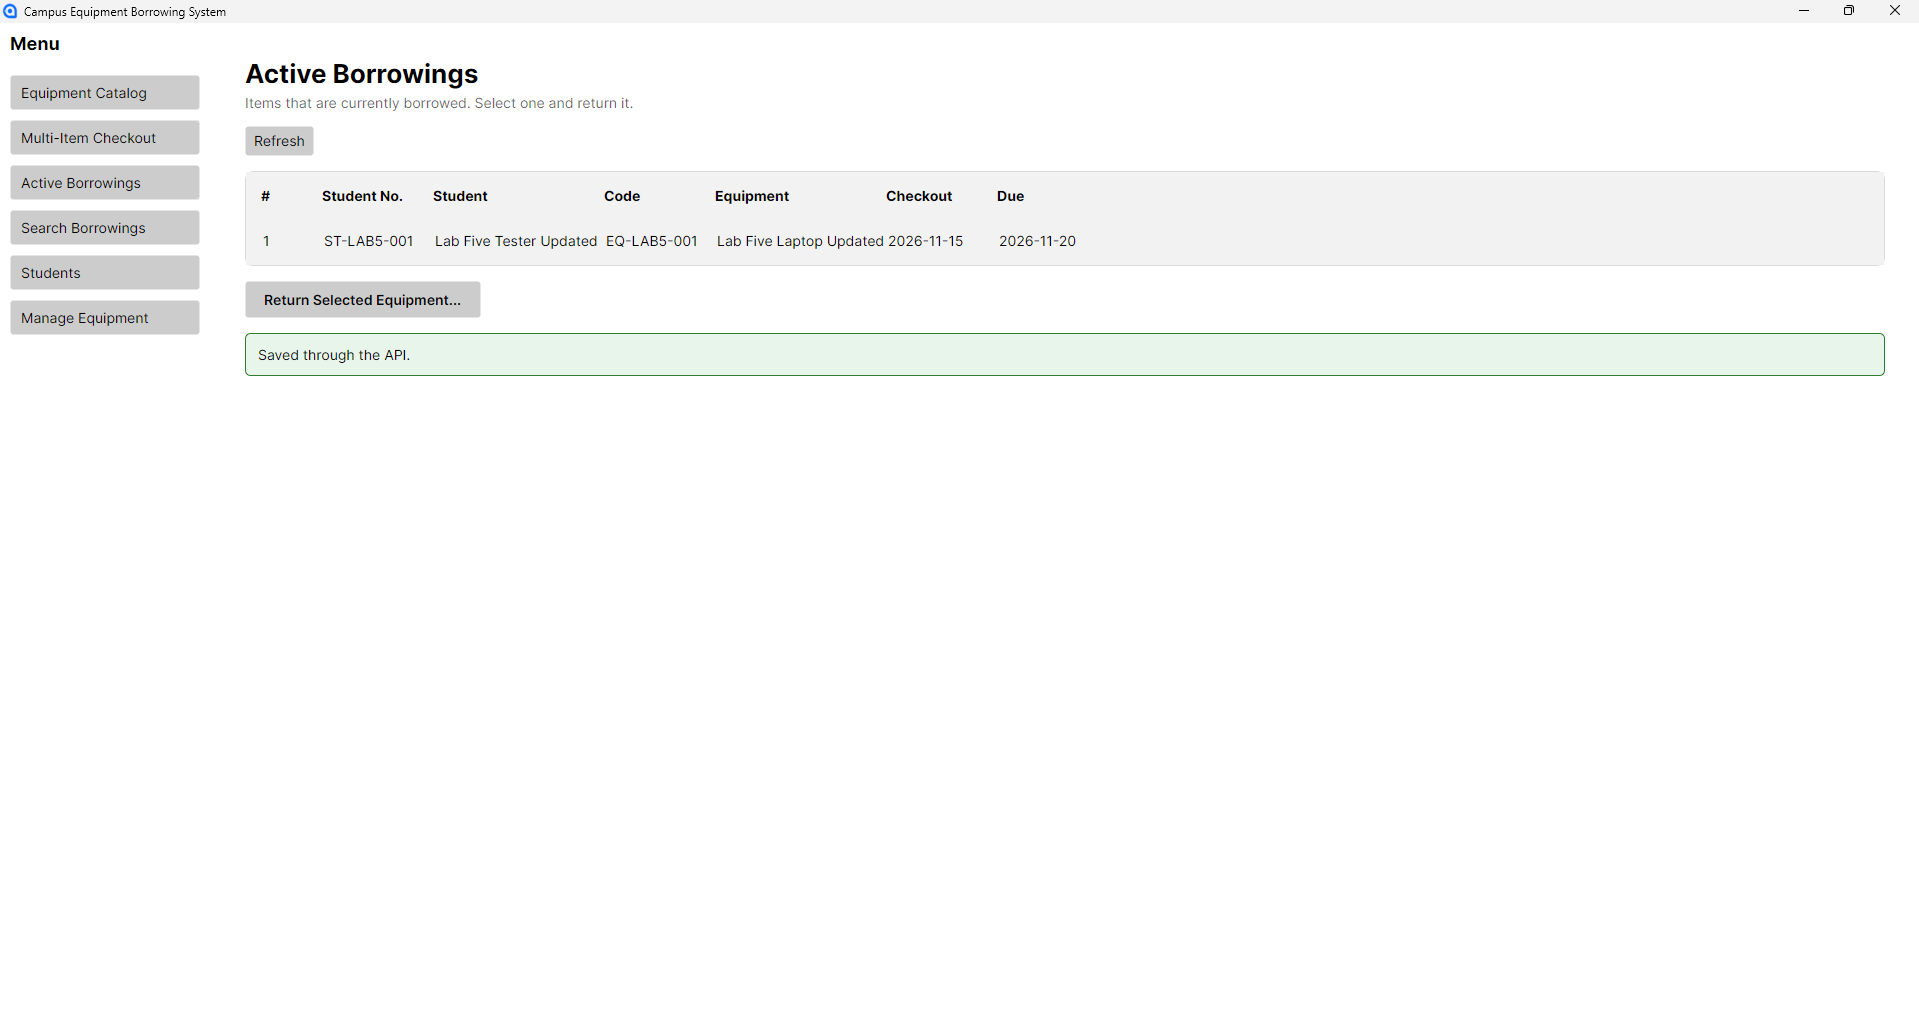 Campus Equipment Borrowing System
Menu
Equipment Catalog
Multi-Item Checkout
Active Borrowings
Search Borrowings
Students
Manage Equipment
Active Borrowings
Items that are currently borrowed. Select one and return it.
Refresh
# Student No. Student Code Equipment Checkout Due
1 ST-LAB5-001 Lab Five Tester Updated EQ-LAB5-001 Lab Five Laptop Updated 2026-11-15 2026-11-20
Return Selected Equipment...
Saved through the API.